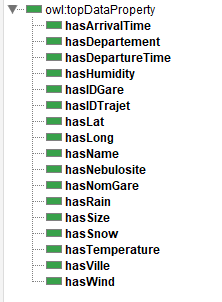 owl:topDataProperty
hasArrivalTime
hasDepartement
hasDepartureTime
hasHumidity
hasIDGare
hasIDTrajet
hasLat
hasLong
hasName
hasNebulosite
hasNomGare
hasRain
hasSize
hasSnow
hasTemperature
hasVille
hasWind